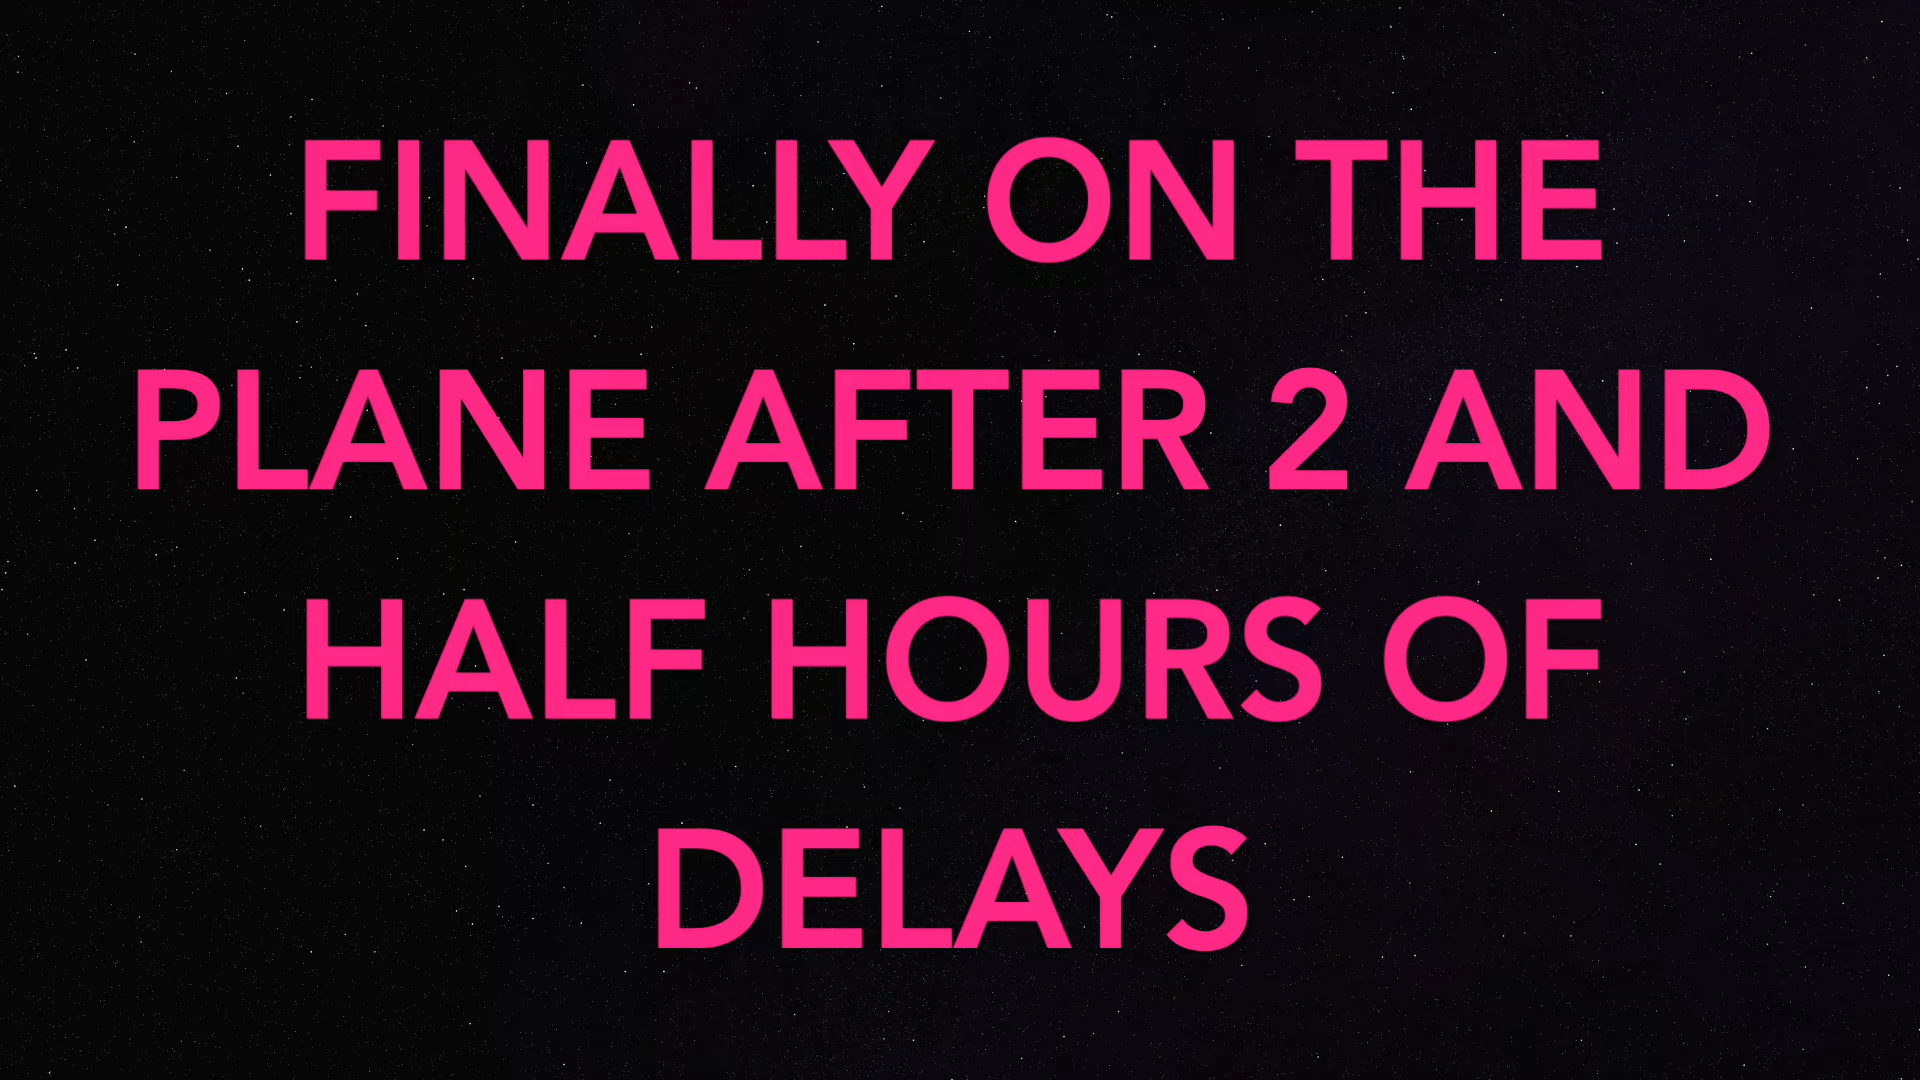 FINALLY ON THE
PLANE AFTER 2 AND
HALF HOURS OF
DELAYS